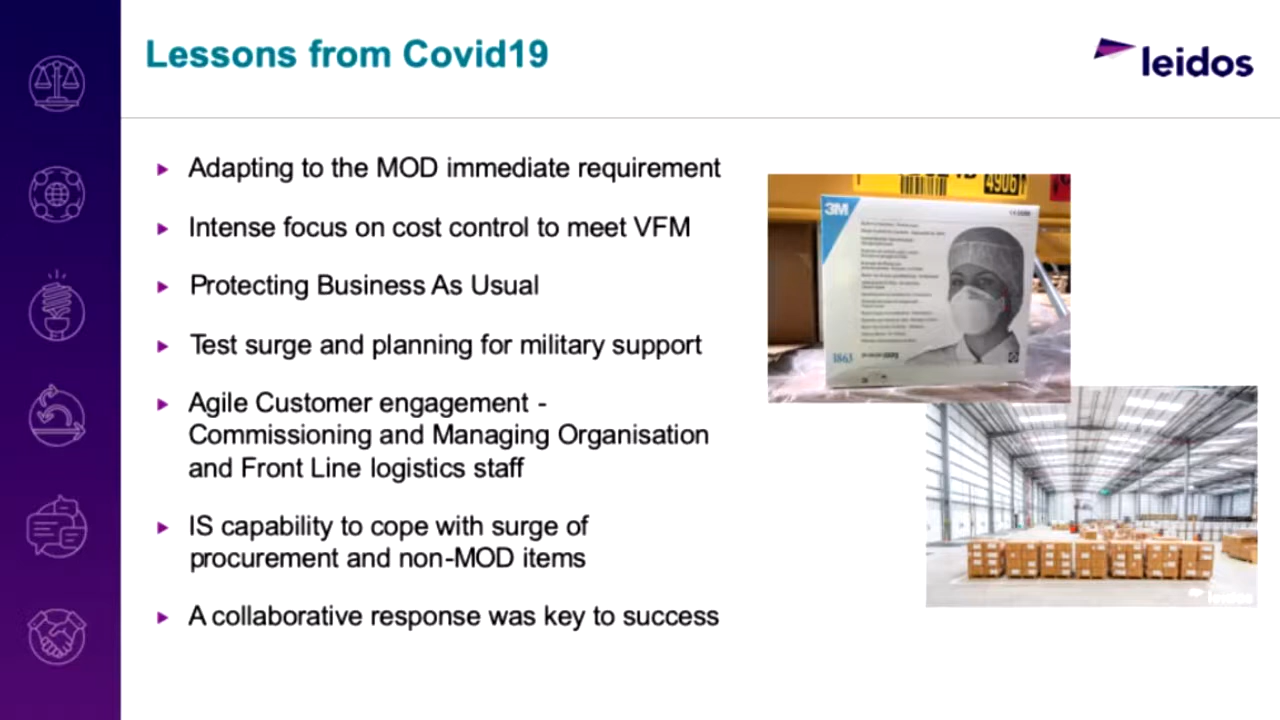 Lessons from Covid19
leidos
Adapting to the MOD immediate requirement
Intense focus on cost control to meet VFM
Protecting Business As Usual
Test surge and planning for military support
Agile Customer engagement -
Commissioning and Managing Organisation
and Front Line logistics staff
IS capability to cope with surge of
procurement and non-MOD items
A collaborative response was key to success
4906
3M
1863
leidos